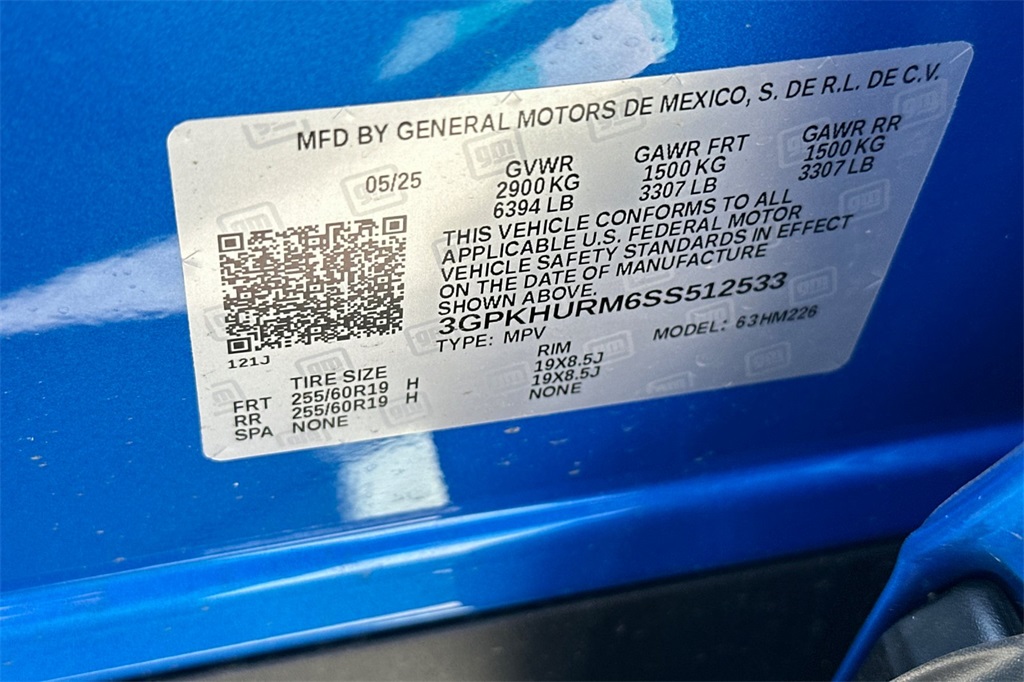 MFD BY GENERAL MOTORS DE MEXICO, S. DE R.L. DE C.V.
05/25
GVWR GAWR FRT GAWR RR
2900 KG 1500 KG 1500 KG
6394 LB 3307 LB 3307 LB
THIS VEHICLE CONFORMS TO ALL
APPLICABLE U.S. FEDERAL MOTOR
VEHICLE SAFETY STANDARDS IN EFFECT
ON THE DATE OF MANUFACTURE
SHOWN ABOVE.
3GPKHURM6SS512533
TYPE: MPV MODEL: 63HM226
121J
TIRE SIZE RIM
FRT 255/60R19 H 19X8.5J
RR 255/60R19 H 19X8.5J
SPA NONE NONE